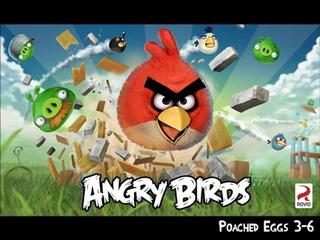 ANGRY BIRDS
ROVIO
POACHED EGGS 3-6